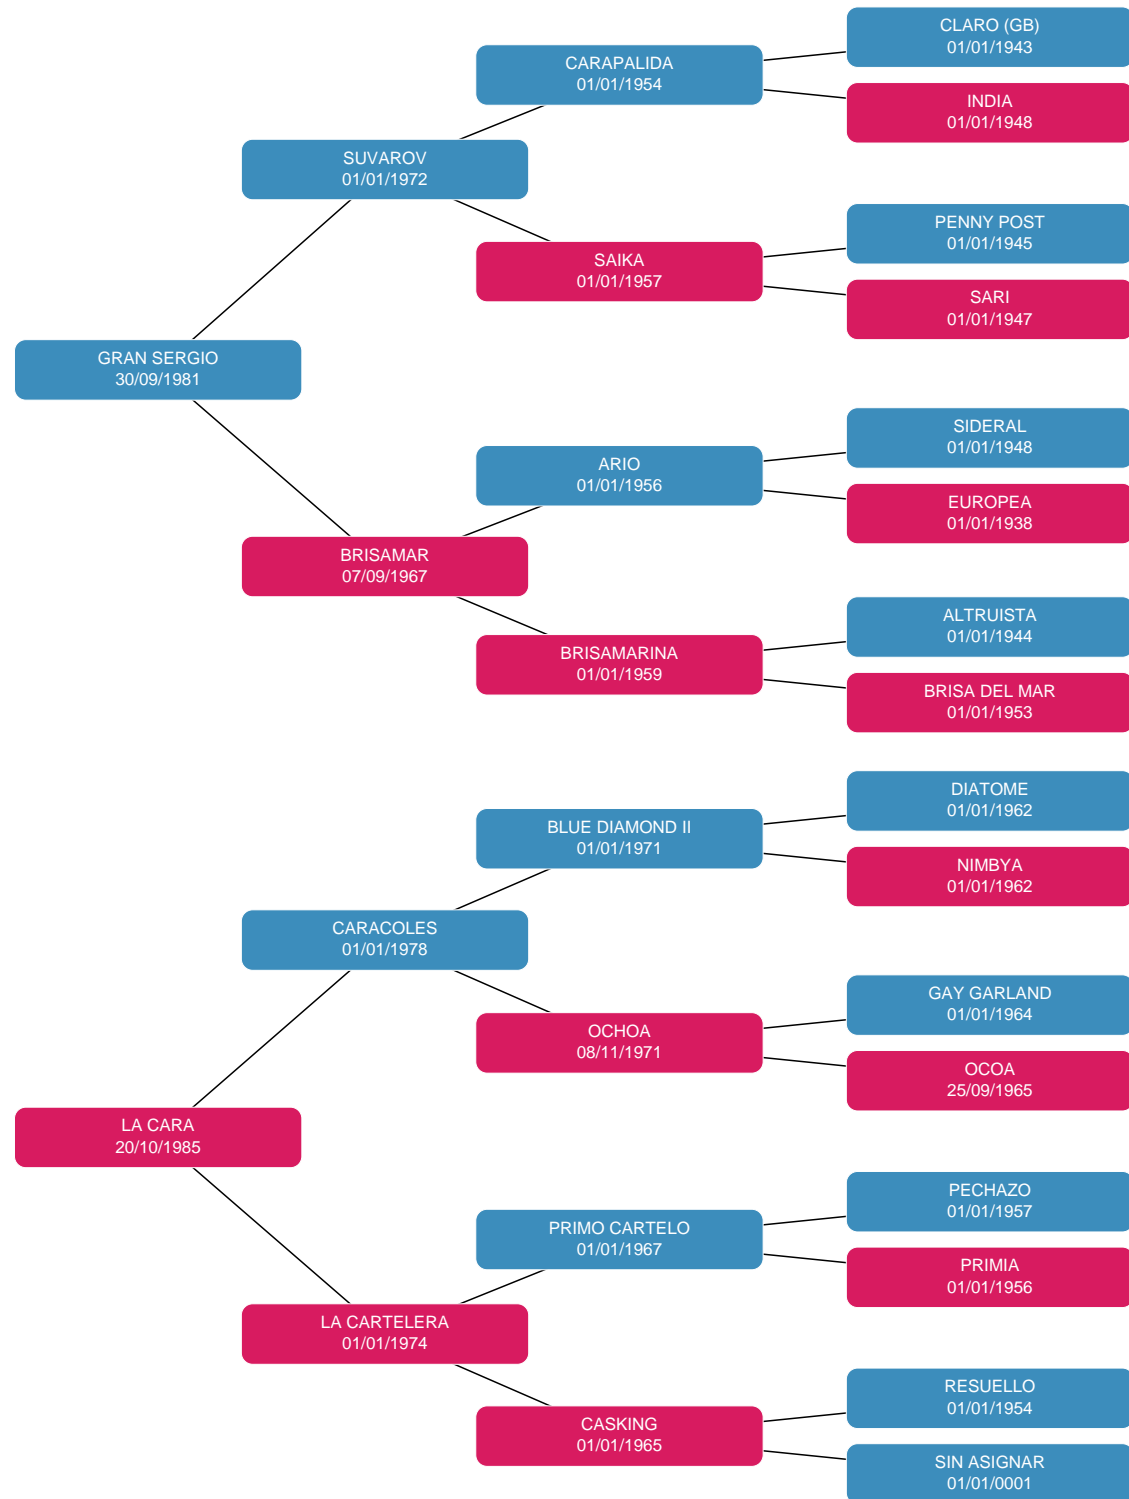 CLARO (GB)
01/01/1943
CARAPALIDA
01/01/1954
INDIA
01/01/1948
SUVAROV
01/01/1972
PENNY POST
01/01/1945
SAIKA
01/01/1957
SARI
01/01/1947
GRAN SERGIO
30/09/1981
SIDERAL
01/01/1948
ARIO
01/01/1956
EUROPEA
01/01/1938
BRISAMAR
07/09/1967
ALTRUISTA
01/01/1944
BRISAMARINA
01/01/1959
BRISA DEL MAR
01/01/1953
DIATOME
01/01/1962
BLUE DIAMOND II
01/01/1971
NIMBYA
01/01/1962
CARACOLES
01/01/1978
GAY GARLAND
01/01/1964
OCHOA
08/11/1971
OCOA
25/09/1965
LA CARA
20/10/1985
PECHAZO
01/01/1957
PRIMO CARTELO
01/01/1967
PRIMIA
01/01/1956
LA CARTELERA
01/01/1974
RESUELLO
01/01/1954
CASKING
01/01/1965
SIN ASIGNAR
01/01/0001